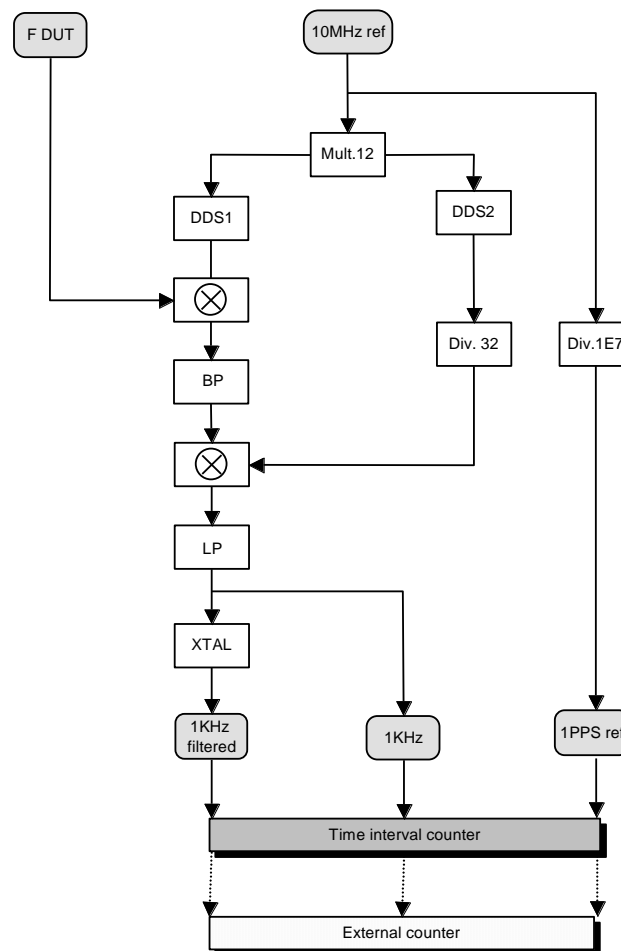 F DUT
10MHz ref
Mult.12
DDS1
DDS2
Div. 32
Div.1E7
BP
LP
XTAL
1KHz
filtered
1KHz
1PPS ref
Time interval counter
External counter